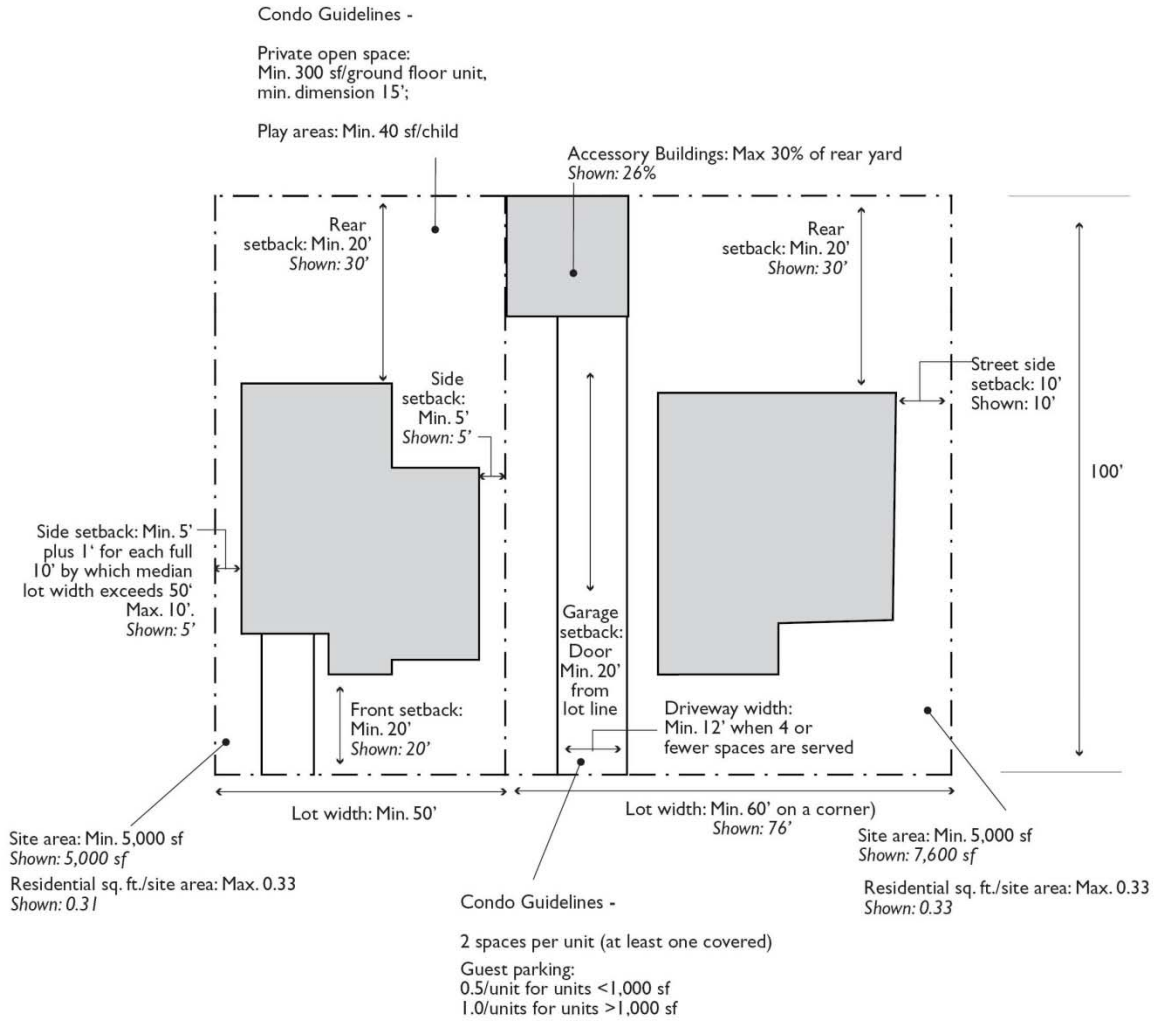 Condo Guidelines -
Private open space:
Min. 300 sf/ground floor unit,
min. dimension 15’;
Play areas: Min. 40 sf/child
Accessory Buildings: Max 30% of rear yard
Shown: 26%
Rear
setback: Min. 20’
Shown: 30’
Rear
setback: Min. 20’
Shown: 30’
Side
setback:
Min. 5’
Shown: 5’
Street side
setback: 10’
Shown: 10’
100’
Side setback: Min. 5’
plus 1‘ for each full
10’ by which median
lot width exceeds 50‘
Max. 10’.
Shown: 5’
Garage
setback:
Door
Min. 20’
from
lot line
Front setback:
Min. 20’
Shown: 20’
Driveway width:
Min. 12’ when 4 or
fewer spaces are served
Lot width: Min. 50’
Lot width: Min. 60’ on a corner)
Shown: 76’
Site area: Min. 5,000 sf
Shown: 5,000 sf
Residential sq. ft./site area: Max. 0.33
Shown: 0.31
Site area: Min. 5,000 sf
Shown: 7,600 sf
Residential sq. ft./site area: Max. 0.33
Shown: 0.33
Condo Guidelines -
2 spaces per unit (at least one covered)
Guest parking:
0.5/unit for units <1,000 sf
1.0/units for units >1,000 sf